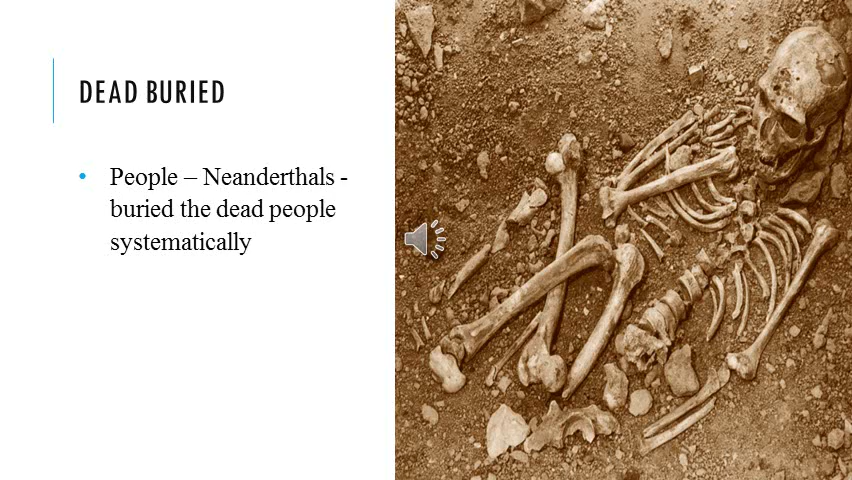 DEAD BURIED
• People – Neanderthals -
buried the dead people
systematically